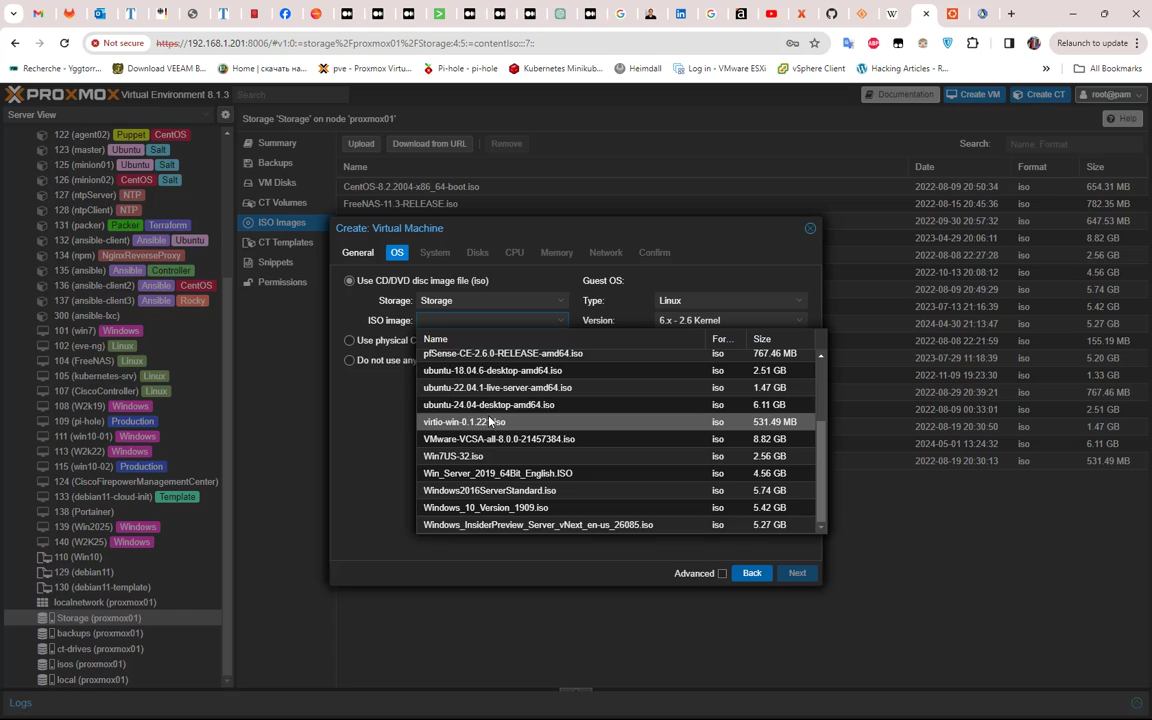 Not secure https://192.168.1.201:8006/#v1:0:=storage%2Fproxmox01%2FStorage:4:5:=contentIso:::7::
Relaunch to update
Recherche - Yggtorr...
Download VEEAM B...
Home | скачать на...
pve - Proxmox Virtu...
Pi-hole - pi-hole
Kubernetes Minikub...
Heimdall
Log in - VMware ESXi
vSphere Client
Hacking Articles - R...
All Bookmarks
PROXMOX Virtual Environment 8.1.3 Search
Documentation Create VM Create CT root@pam
Server View
Storage 'Storage' on node 'proxmox01' Help
122 (agent02) Puppet CentOS
123 (master) Ubuntu Salt
125 (minion01) Ubuntu Salt
126 (minion02) CentOS Salt
127 (ntpServer) NTP
128 (ntpClient) NTP
131 (packer) Packer Terraform
132 (ansible-client) Ansible Ubuntu
134 (npm) NginxReverseProxy
135 (ansible) Ansible Controller
136 (ansible-client2) Ansible CentOS
137 (ansible-client3) Ansible Rocky
300 (ansible-lxc)
101 (win7) Windows
102 (eve-ng) Linux
104 (FreeNAS) Linux
105 (kubernetes-srv) Linux
107 (CiscoController) Linux
108 (W2k19) Windows
109 (pi-hole) Production
111 (win10-01) Windows
113 (W2k22) Windows
115 (win10-02) Production
124 (CiscoFirepowerManagementCenter)
133 (debian11-cloud-init) Template
138 (Portainer)
139 (Win2025) Windows
140 (W2K25) Windows
110 (Win10)
129 (debian11)
130 (debian11-template)
localnetwork (proxmox01)
Storage (proxmox01)
backups (proxmox01)
ct-drives (proxmox01)
isos (proxmox01)
local (proxmox01)
Summary
Backups
VM Disks
CT Volumes
ISO Images
CT Templates
Snippets
Permissions
Upload Download from URL Remove Search: Name, Format
Name Date Format Size
CentOS-8.2.2004-x86_64-boot.iso 2022-08-09 20:50:34 iso 654.31 MB
FreeNAS-11.3-RELEASE.iso 2022-08-15 20:45:36 iso 782.35 MB
2022-09-30 20:57:32 iso 647.53 MB
2023-04-29 20:06:11 iso 8.82 GB
2022-08-08 22:27:28 iso 2.56 GB
2022-10-13 20:08:12 iso 4.56 GB
2022-08-09 20:49:29 iso 5.74 GB
2023-07-13 21:16:39 iso 5.42 GB
2024-04-30 21:13:47 iso 5.27 GB
2022-08-08 22:21:59 iso 155.19 MB
2023-07-29 11:18:39 iso 5.20 GB
2022-11-09 19:23:30 iso 1.33 GB
iso 767.46 MB
2022-08-09 00:33:01 iso 2.51 GB
2022-08-19 20:30:50 iso 1.47 GB
2024-05-01 13:24:32 iso 6.11 GB
2022-08-19 20:30:13 iso 531.49 MB
Create: Virtual Machine
General OS System Disks CPU Memory Network Confirm
Use CD/DVD disc image file (iso) Guest OS:
Storage: Storage Type: Linux
ISO image: Version: 6.x - 2.6 Kernel
Use physical C
Do not use any
Name For... Size
pfSense-CE-2.6.0-RELEASE-amd64.iso iso 767.46 MB
ubuntu-18.04.6-desktop-amd64.iso iso 2.51 GB
ubuntu-22.04.1-live-server-amd64.iso iso 1.47 GB
ubuntu-24.04-desktop-amd64.iso iso 6.11 GB
virtio-win-0.1.22 iso iso 531.49 MB
VMware-VCSA-all-8.0.0-21457384.iso iso 8.82 GB
Win7US-32.iso iso 2.56 GB
Win_Server_2019_64Bit_English.ISO iso 4.56 GB
Windows2016ServerStandard.iso iso 5.74 GB
Windows_10_Version_1909.iso iso 5.42 GB
Windows_InsiderPreview_Server_vNext_en-us_26085.iso iso 5.27 GB
Advanced Back Next
Logs